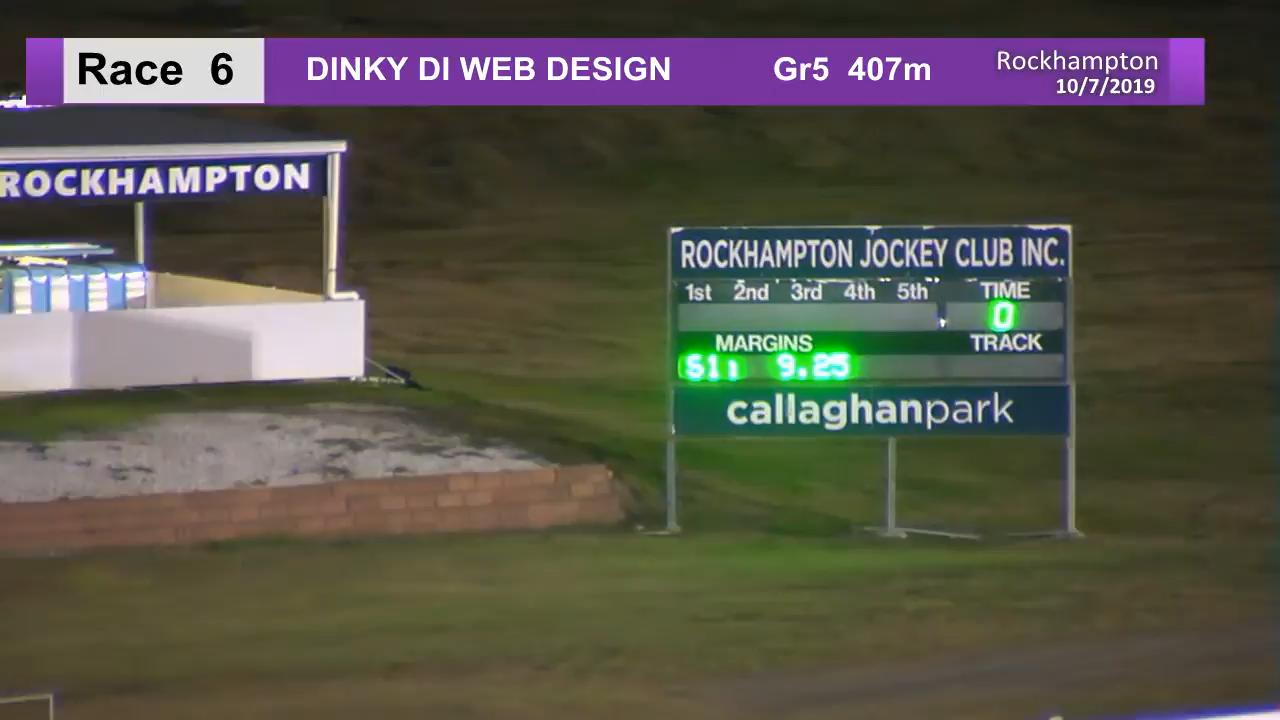 Race 6
DINKY DI WEB DESIGN
Gr5 407m
Rockhampton
10/7/2019
ROCKHAMPTON
ROCKHAMPTON JOCKEY CLUB INC.
1st 2nd 3rd 4th 5th TIME
0
MARGINS TRACK
S1: 9.25
callaghanpark